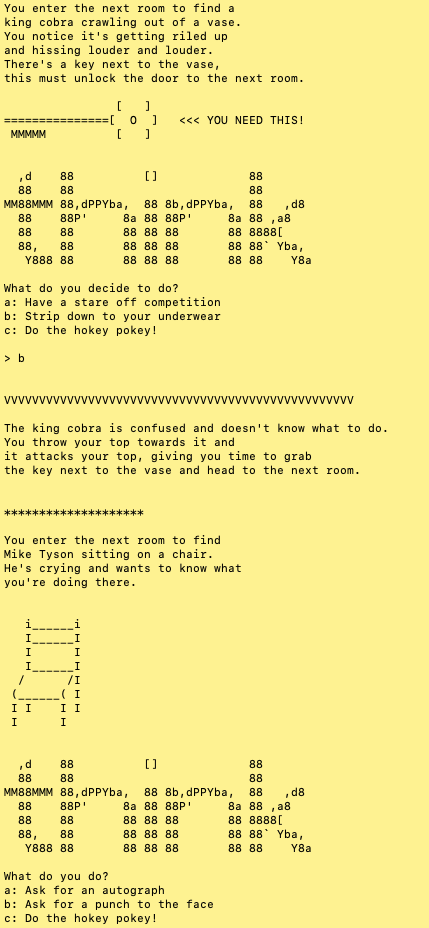 You enter the next room to find a
king cobra crawling out of a vase.
You notice it's getting riled up
and hissing louder and louder.
There's a key next to the vase,
this must unlock the door to the next room.
                [   ]
===============[  O  ]   <<< YOU NEED THIS!
 MMMMM          [   ]
  ,d    88          []             88
  88    88                         88
MM88MMM 88,dPPYba,  88 8b,dPPYba,  88   ,d8
  88    88P'     8a 88 88P'     8a 88 ,a8
  88    88       88 88 88       88 8888[
  88,   88       88 88 88       88 88` Yba,
   Y888 88       88 88 88       88 88    Y8a
What do you decide to do?
a: Have a stare off competition
b: Strip down to your underwear
c: Do the hokey pokey!
> b
VVVVVVVVVVVVVVVVVVVVVVVVVVVVVVVVVVVVVVVVVVVVVVVVVV
The king cobra is confused and doesn't know what to do.
You throw your top towards it and
it attacks your top, giving you time to grab
the key next to the vase and head to the next room.
********************
You enter the next room to find
Mike Tyson sitting on a chair.
He's crying and wants to know what
you're doing there.
   i______i
   I______I
   I      I
   I______I
  /      /I
 (______( I
 I I    I I
 I      I
  ,d    88          []             88
  88    88                         88
MM88MMM 88,dPPYba,  88 8b,dPPYba,  88   ,d8
  88    88P'     8a 88 88P'     8a 88 ,a8
  88    88       88 88 88       88 8888[
  88,   88       88 88 88       88 88` Yba,
   Y888 88       88 88 88       88 88    Y8a
What do you do?
a: Ask for an autograph
b: Ask for a punch to the face
c: Do the hokey pokey!